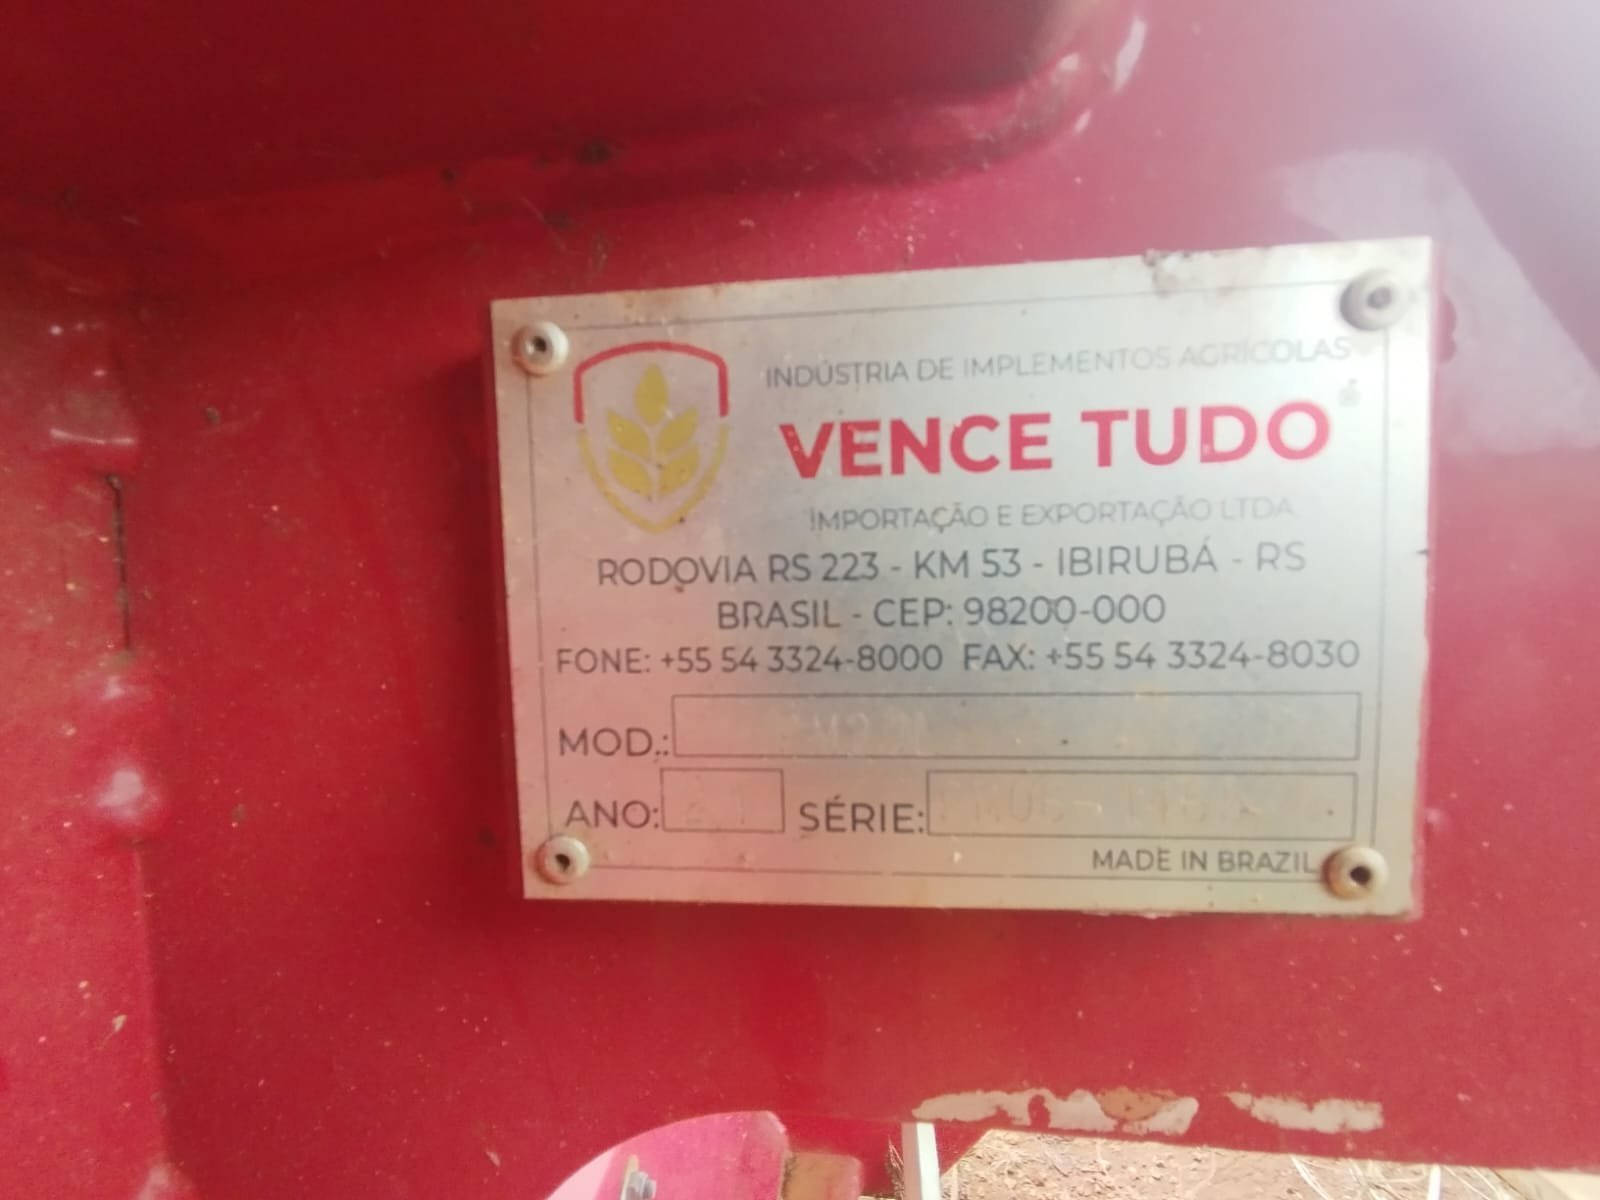 INDÚSTRIA DE IMPLEMENTOS AGRÍCOLAS
VENCE TUDO
IMPORTAÇÃO E EXPORTAÇÃO LTDA
RODOVIA RS 223 - KM 53 - IBIRUBÁ - RS
BRASIL - CEP: 98200-000
FONE: +55 54 3324-8000 FAX: +55 54 3324-8030
MOD.:
ANO: SÉRIE:
MADE IN BRAZIL